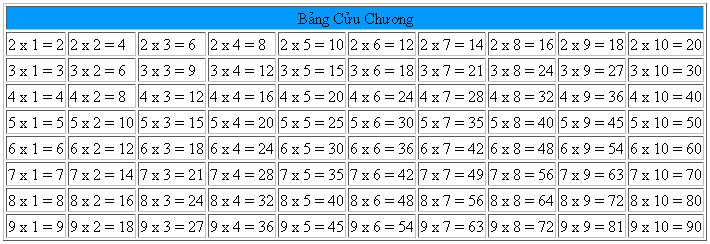 Bảng Cửu Chương
2 x 1 = 2 2 x 2 = 4 2 x 3 = 6 2 x 4 = 8 2 x 5 = 10 2 x 6 = 12 2 x 7 = 14 2 x 8 = 16 2 x 9 = 18 2 x 10 = 20
3 x 1 = 3 3 x 2 = 6 3 x 3 = 9 3 x 4 = 12 3 x 5 = 15 3 x 6 = 18 3 x 7 = 21 3 x 8 = 24 3 x 9 = 27 3 x 10 = 30
4 x 1 = 4 4 x 2 = 8 4 x 3 = 12 4 x 4 = 16 4 x 5 = 20 4 x 6 = 24 4 x 7 = 28 4 x 8 = 32 4 x 9 = 36 4 x 10 = 40
5 x 1 = 5 5 x 2 = 10 5 x 3 = 15 5 x 4 = 20 5 x 5 = 25 5 x 6 = 30 5 x 7 = 35 5 x 8 = 40 5 x 9 = 45 5 x 10 = 50
6 x 1 = 6 6 x 2 = 12 6 x 3 = 18 6 x 4 = 24 6 x 5 = 30 6 x 6 = 36 6 x 7 = 42 6 x 8 = 48 6 x 9 = 54 6 x 10 = 60
7 x 1 = 7 7 x 2 = 14 7 x 3 = 21 7 x 4 = 28 7 x 5 = 35 7 x 6 = 42 7 x 7 = 49 7 x 8 = 56 7 x 9 = 63 7 x 10 = 70
8 x 1 = 8 8 x 2 = 16 8 x 3 = 24 8 x 4 = 32 8 x 5 = 40 8 x 6 = 48 8 x 7 = 56 8 x 8 = 64 8 x 9 = 72 8 x 10 = 80
9 x 1 = 9 9 x 2 = 18 9 x 3 = 27 9 x 4 = 36 9 x 5 = 45 9 x 6 = 54 9 x 7 = 63 9 x 8 = 72 9 x 9 = 81 9 x 10 = 90